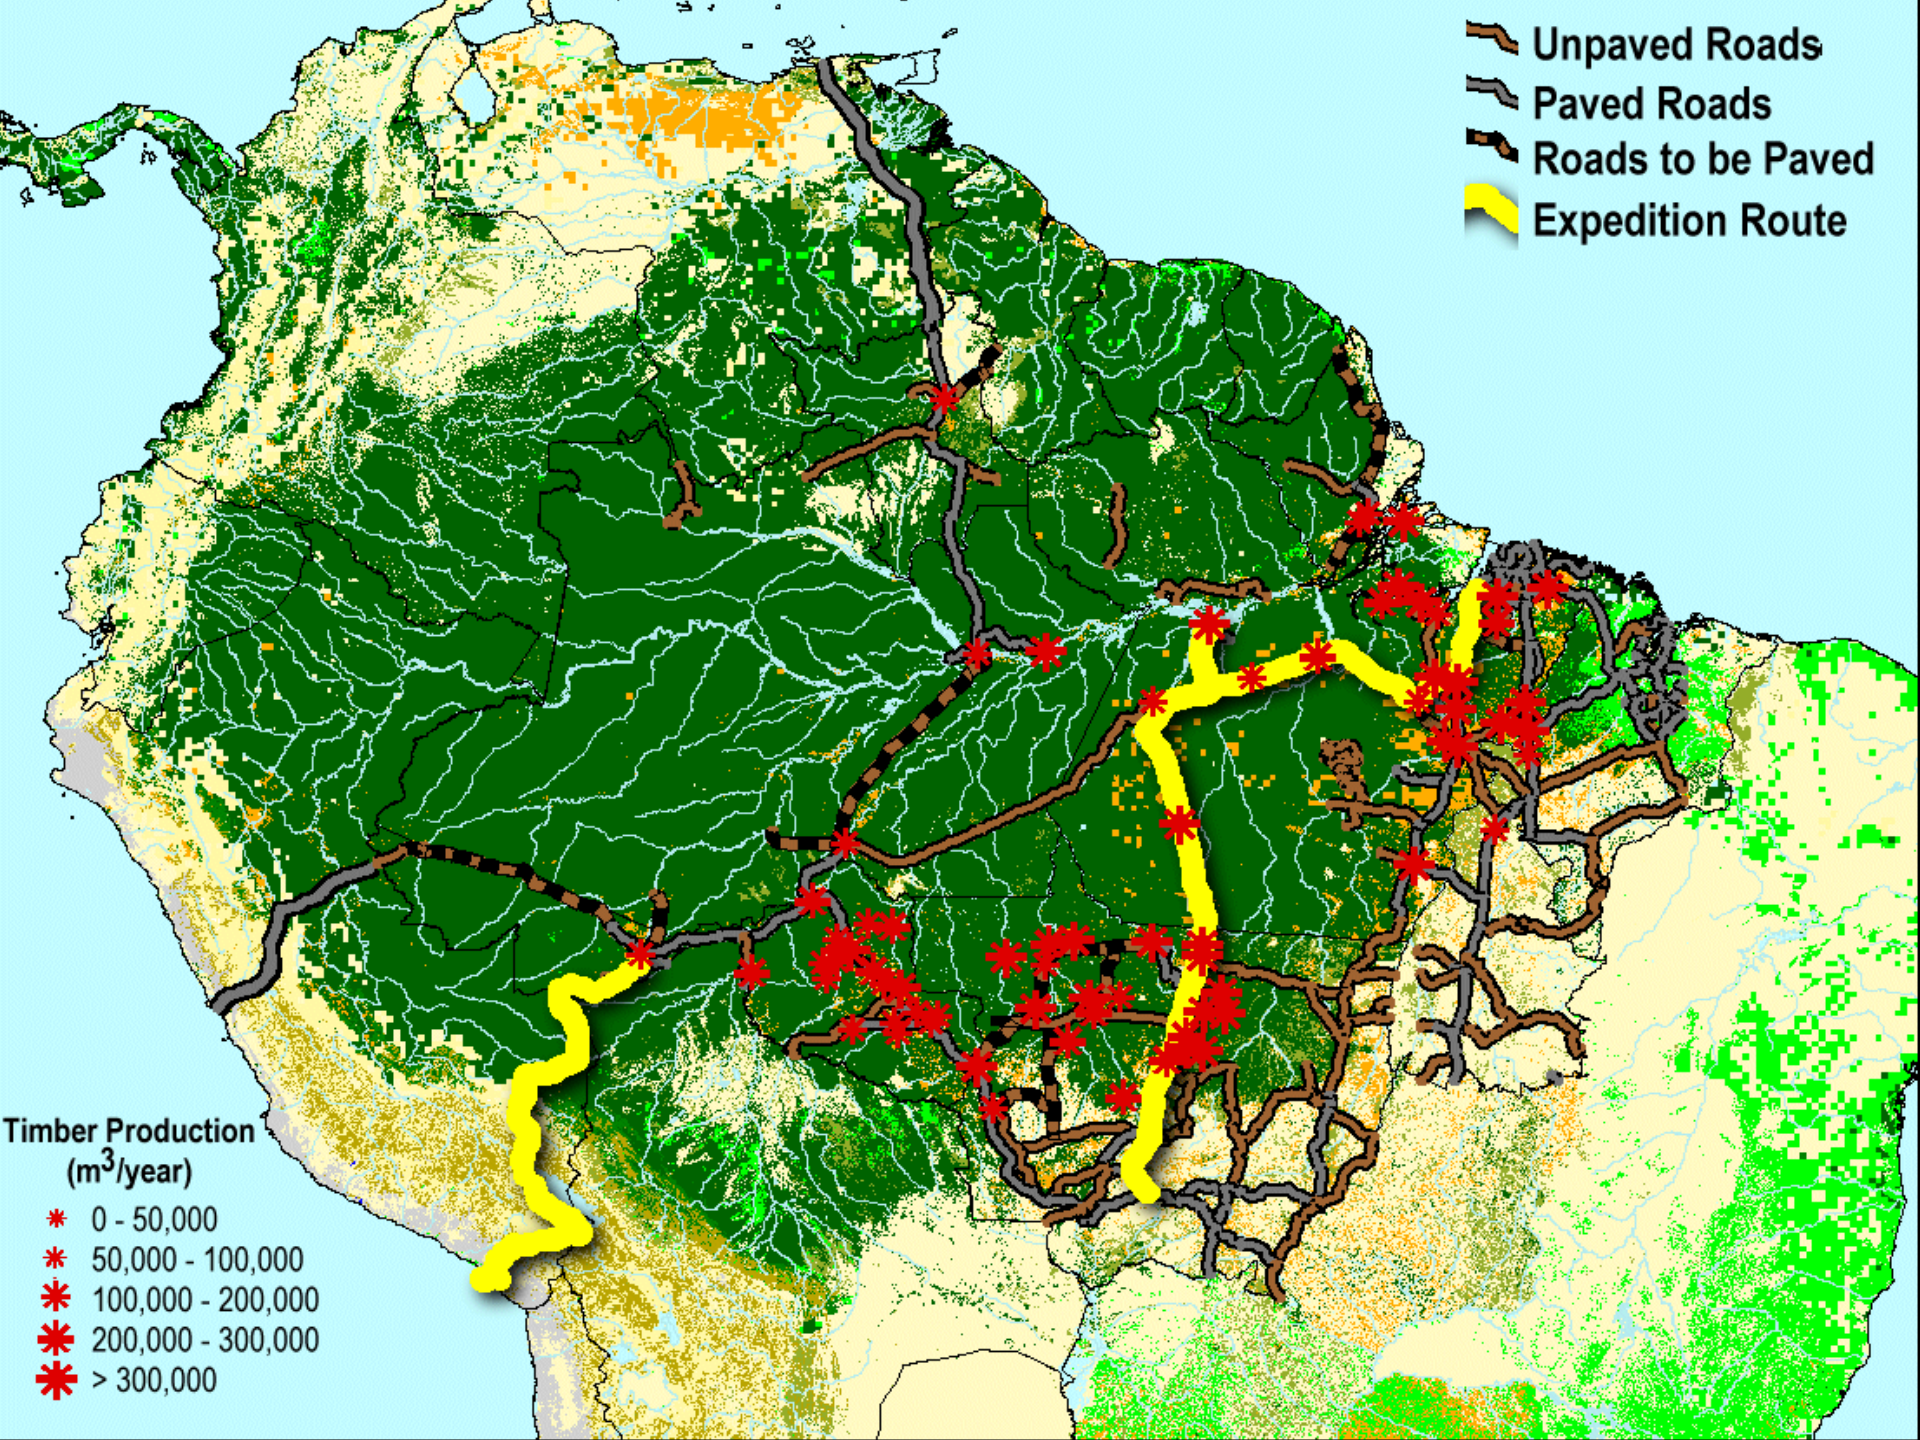 Unpaved Roads
Paved Roads
Roads to be Paved
Expedition Route
Timber Production
(m³/year)
0 - 50,000
50,000 - 100,000
100,000 - 200,000
200,000 - 300,000
> 300,000